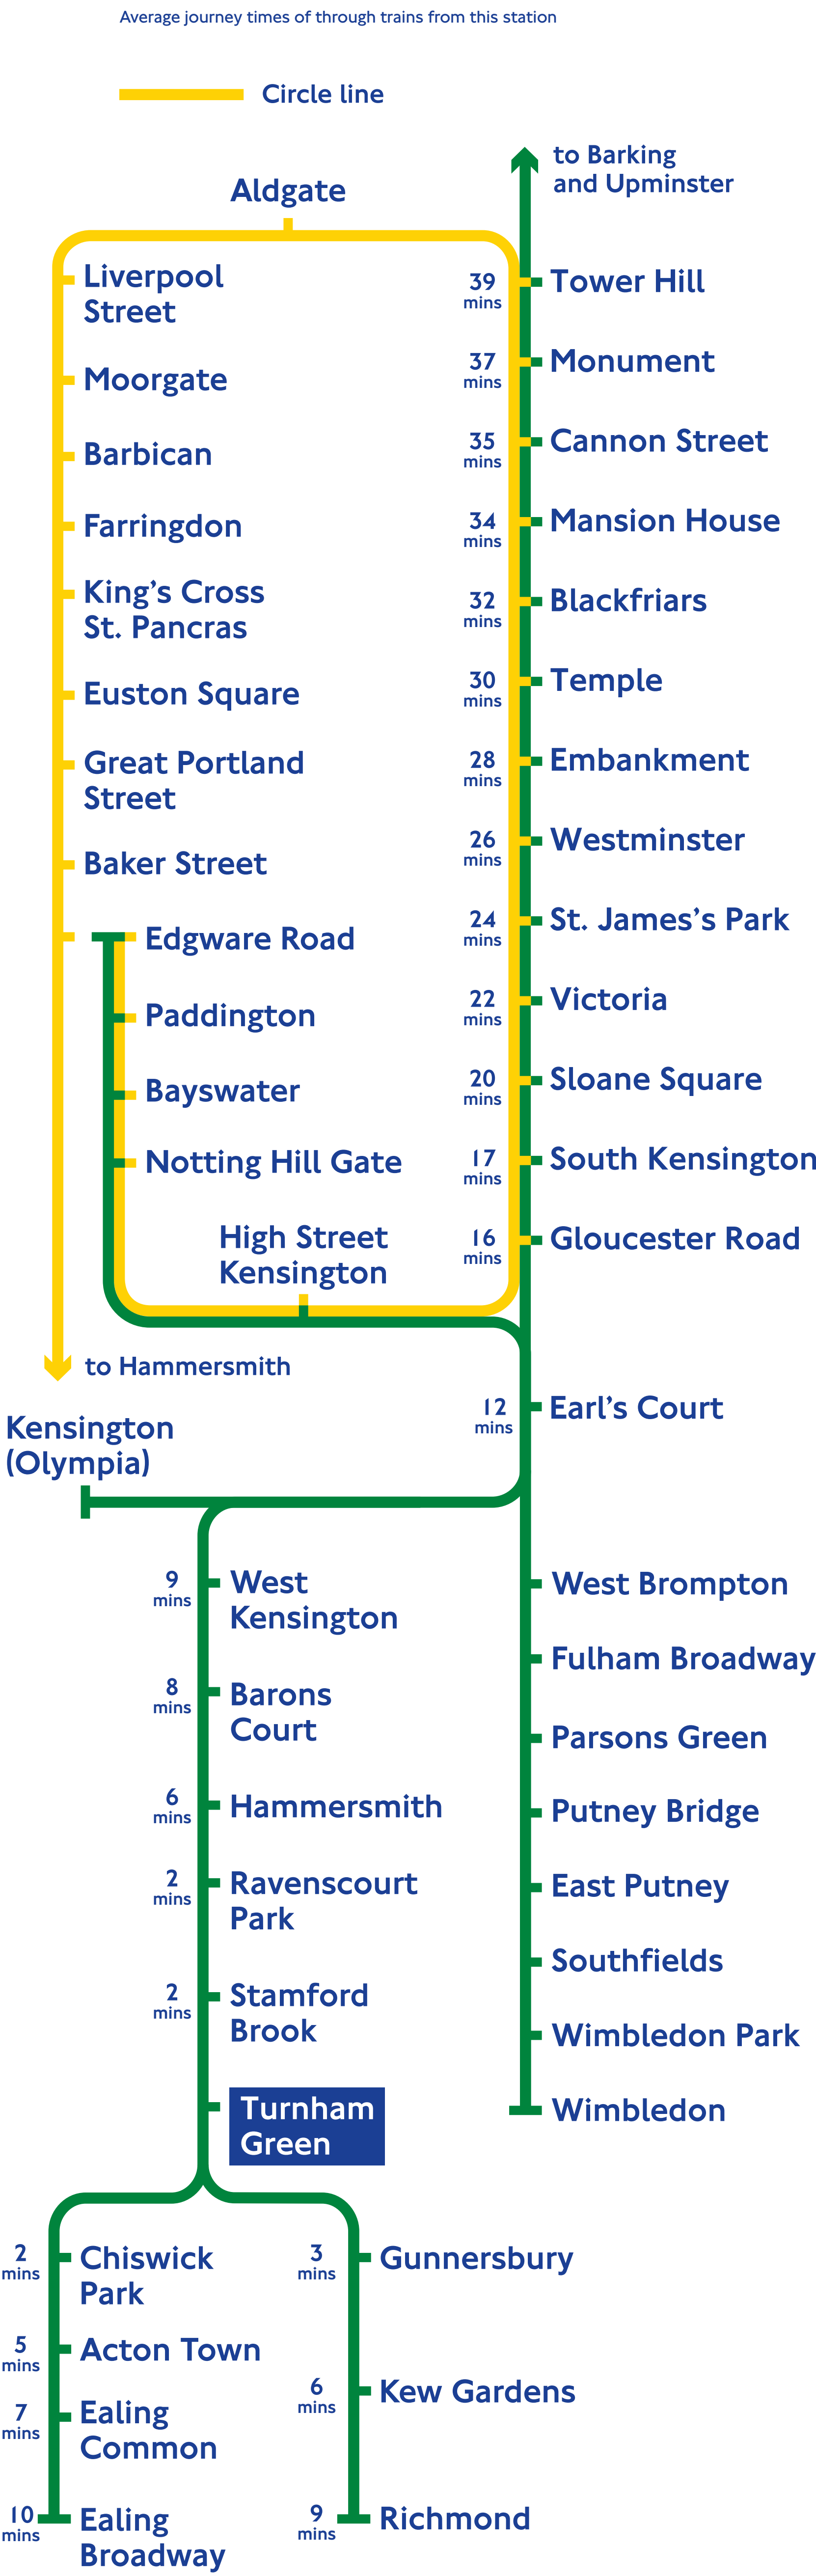 Average journey times of through trains from this station
Circle line
to Barking
and Upminster
Aldgate
Liverpool
Street
Moorgate
Barbican
Farringdon
King's Cross
St. Pancras
Euston Square
Great Portland
Street
Baker Street
Edgware Road
Paddington
Bayswater
Notting Hill Gate
High Street
Kensington
to Hammersmith
39
mins
Tower Hill
37
mins
Monument
35
mins
Cannon Street
34
mins
Mansion House
32
mins
Blackfriars
30
mins
Temple
28
mins
Embankment
26
mins
Westminster
24
mins
St. James's Park
22
mins
Victoria
20
mins
Sloane Square
17
mins
South Kensington
16
mins
Gloucester Road
12
mins
Earl's Court
Kensington
(Olympia)
9
mins
West
Kensington
8
mins
Barons
Court
6
mins
Hammersmith
2
mins
Ravenscourt
Park
2
mins
Stamford
Brook
Turnham
Green
West Brompton
Fulham Broadway
Parsons Green
Putney Bridge
East Putney
Southfields
Wimbledon Park
Wimbledon
2
mins
Chiswick
Park
5
mins
Acton Town
7
mins
Ealing
Common
10
mins
Ealing
Broadway
3
mins
Gunnersbury
6
mins
Kew Gardens
9
mins
Richmond